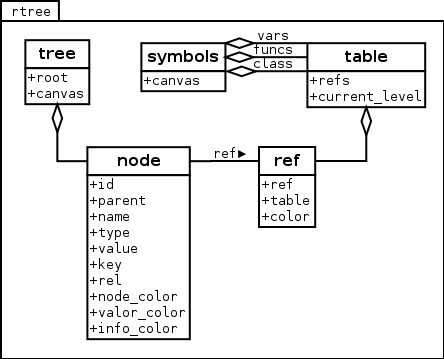 rtree
tree
+root
+canvas
symbols
+canvas
vars
funcs
class
table
+refs
+current_level
node
+id
+parent
+name
+type
+value
+key
+rel
+node_color
+valor_color
+info_color
ref►
ref
+ref
+table
+color